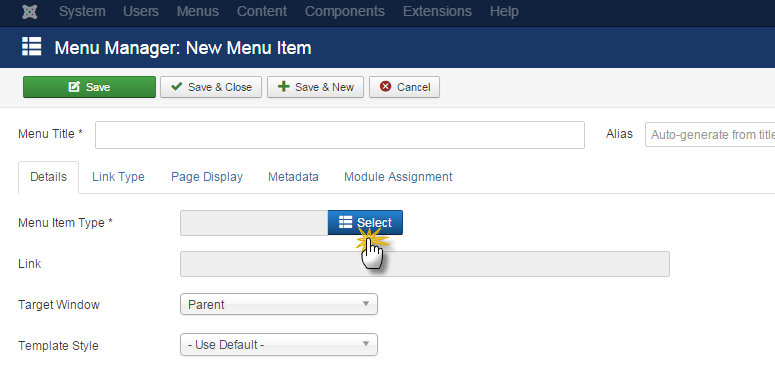 System Users Menus Content Components Extensions Help
Menu Manager: New Menu Item
Save Save & Close Save & New Cancel
Menu Title * Alias Auto-generate from title
Details Link Type Page Display Metadata Module Assignment
Menu Item Type * Select
Link
Target Window Parent
Template Style - Use Default -